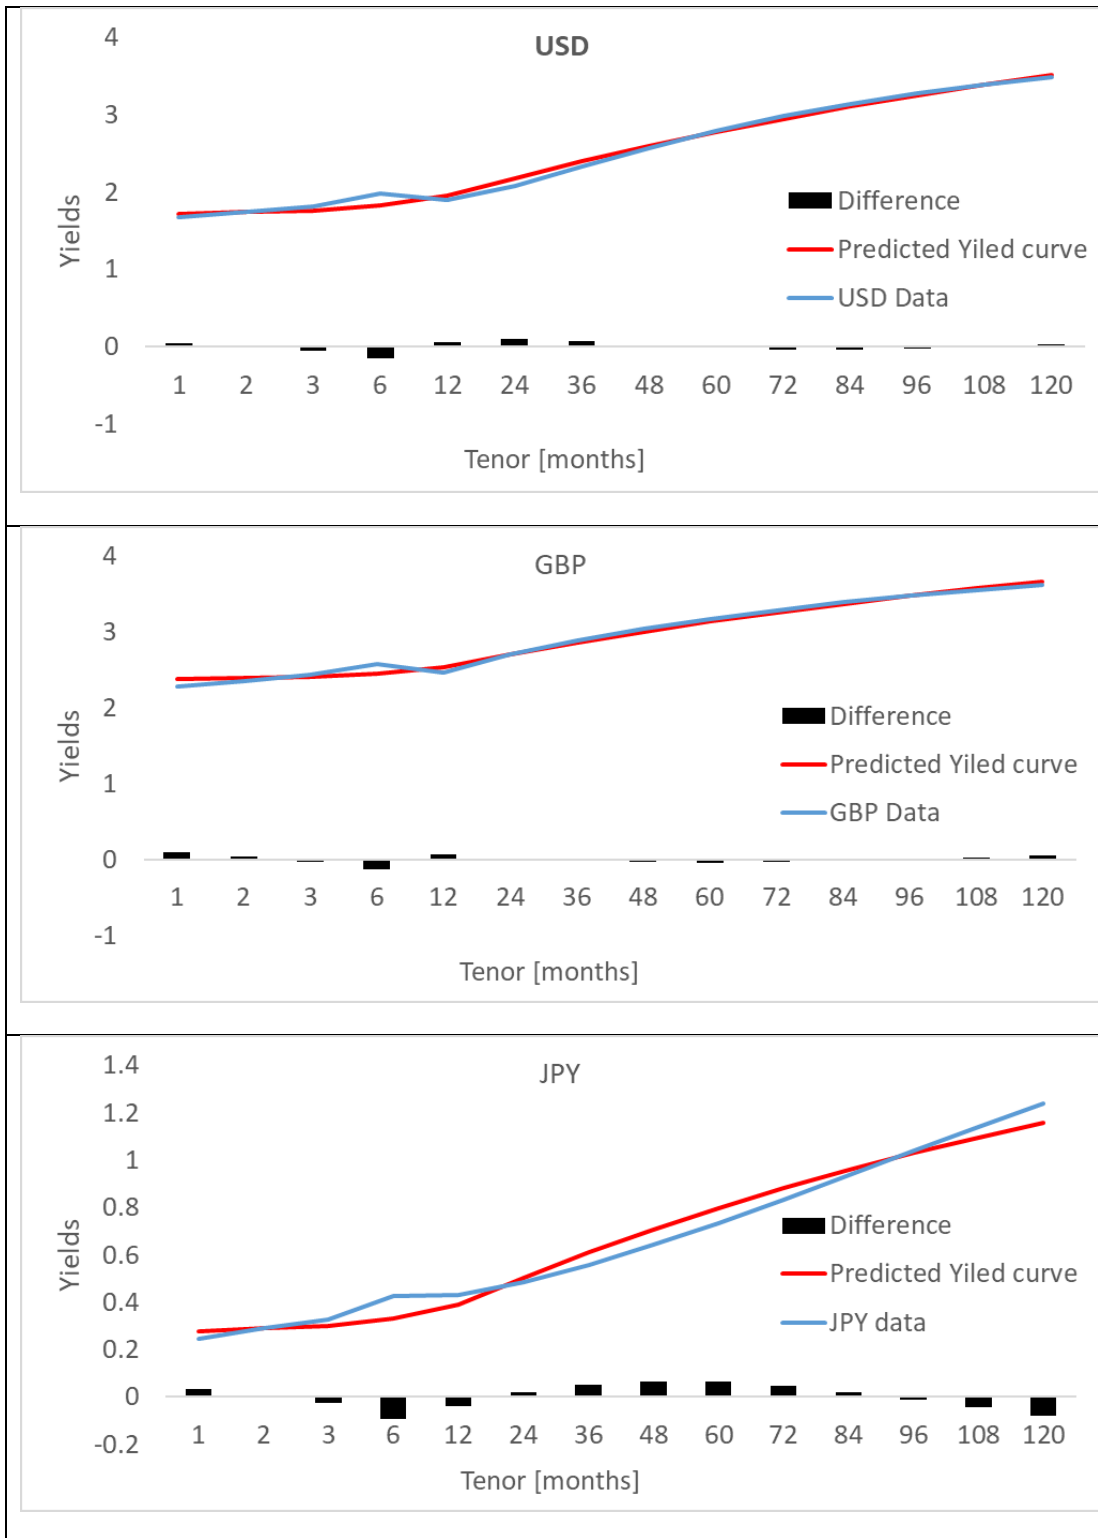 USD
4
3
2
1
0
-1
Yields
Difference
Predicted Yiled curve
USD Data
1 2 3 6 12 24 36 48 60 72 84 96 108 120
Tenor [months]
GBP
4
3
2
1
0
-1
Yields
Difference
Predicted Yiled curve
GBP Data
1 2 3 6 12 24 36 48 60 72 84 96 108 120
Tenor [months]
JPY
1.4
1.2
1
0.8
0.6
0.4
0.2
0
-0.2
Yields
Difference
Predicted Yiled curve
JPY data
1 2 3 6 12 24 36 48 60 72 84 96 108 120
Tenor [months]